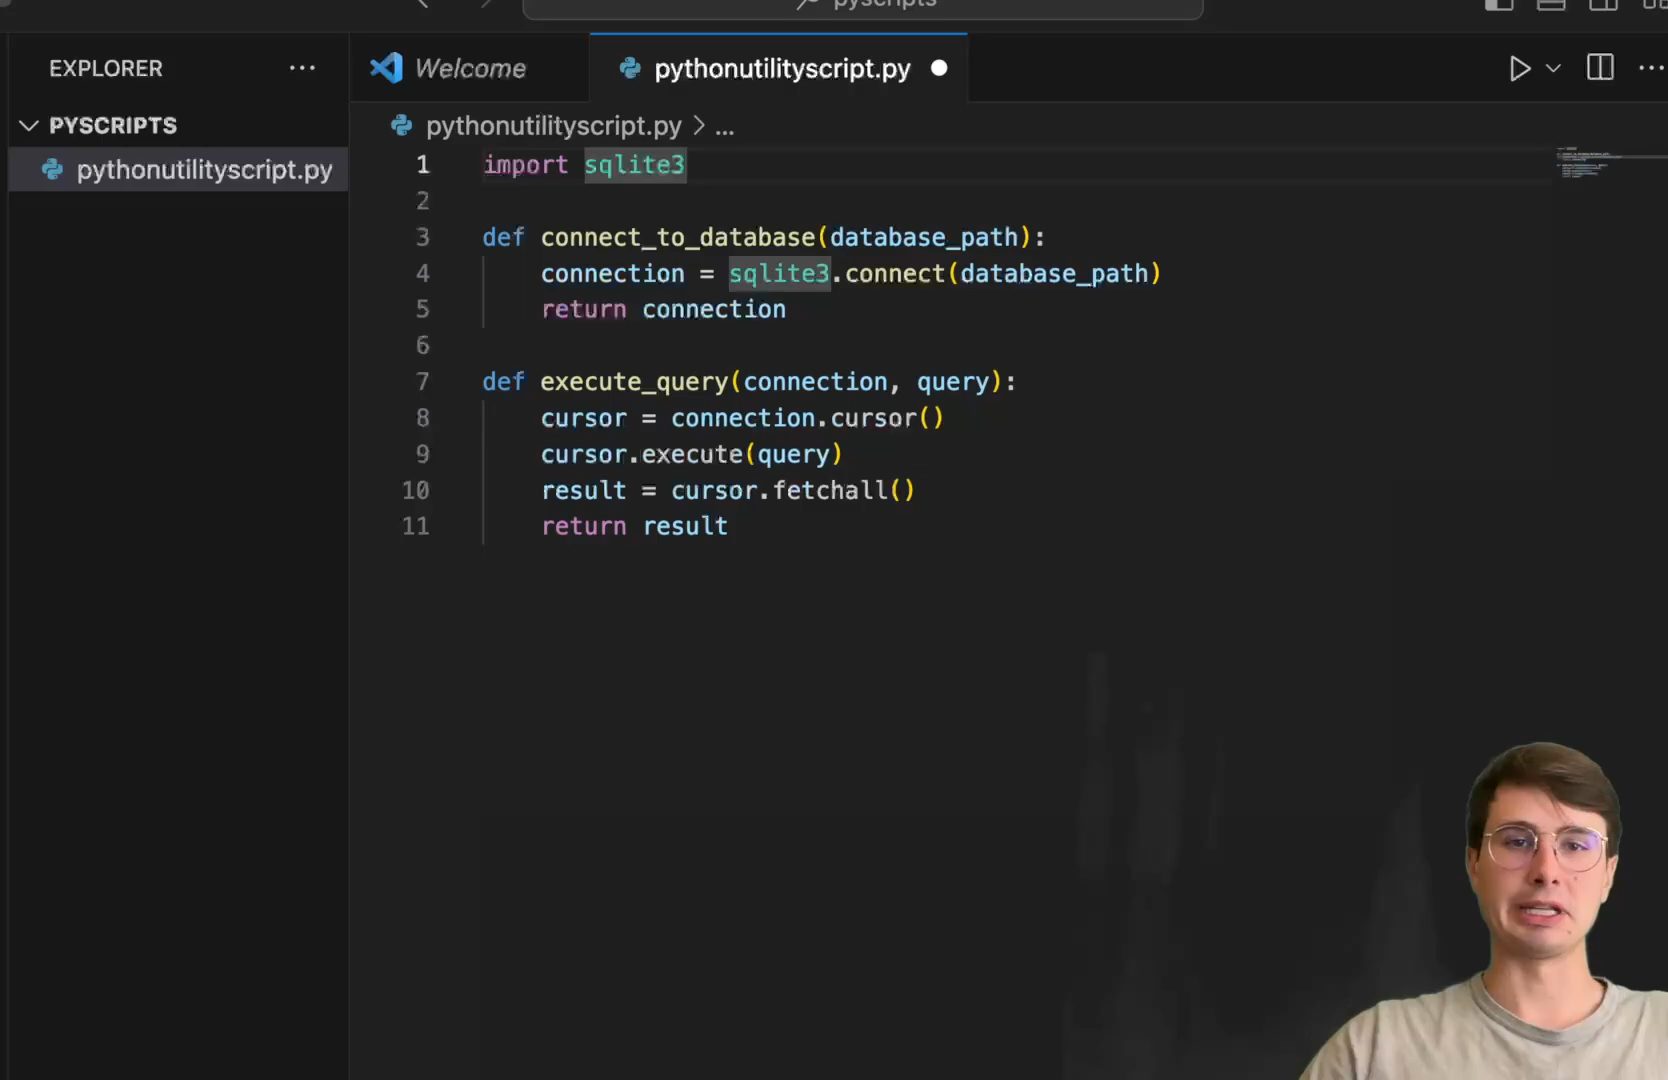 pyscripts
EXPLORER ...
Welcome
pythonutilityscript.py
PYSCRIPTS
pythonutilityscript.py
pythonutilityscript.py > ...
1 import sqlite3
2
3 def connect_to_database(database_path):
4 connection = sqlite3.connect(database_path)
5 return connection
6
7 def execute_query(connection, query):
8 cursor = connection.cursor()
9 cursor.execute(query)
10 result = cursor.fetchall()
11 return result